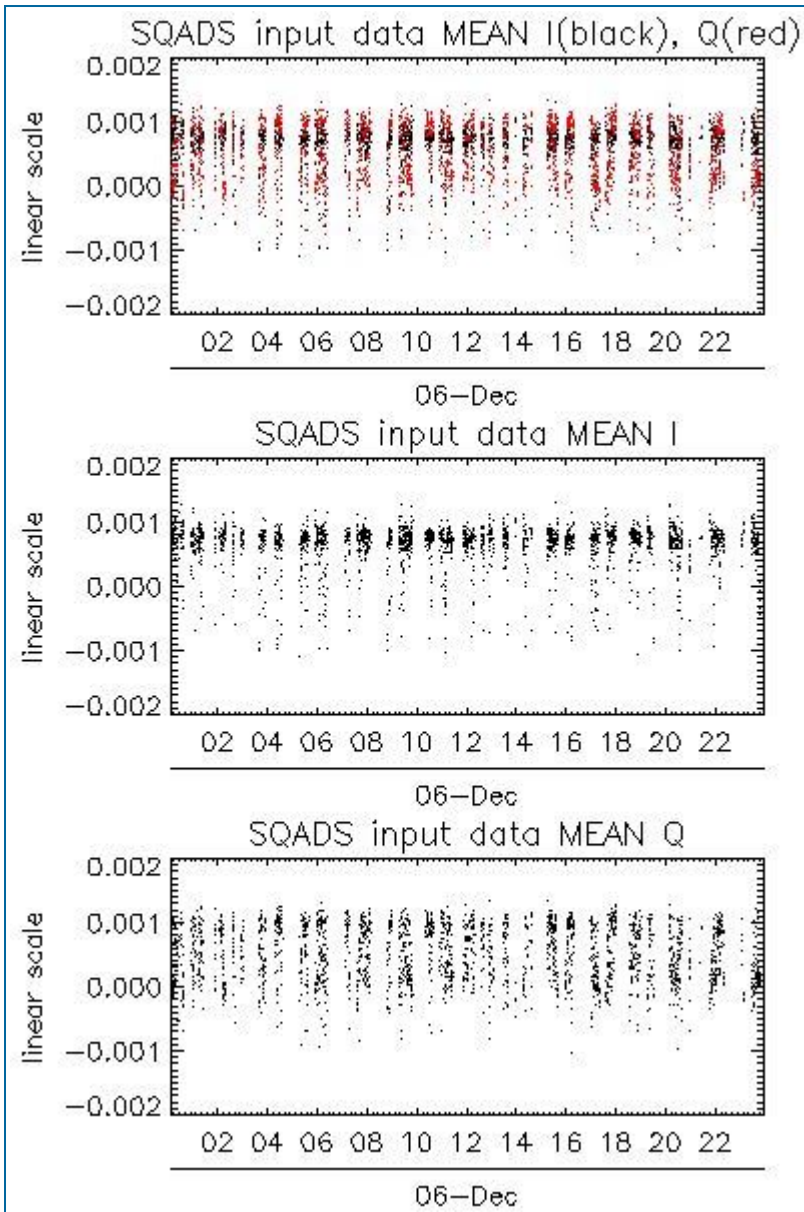 SQADS input data MEAN I(black), Q(red)
0.002
0.001
0.000
−0.001
−0.002
linear scale
02 04 06 08 10 12 14 16 18 20 22
06−Dec
SQADS input data MEAN I
0.002
0.001
0.000
−0.001
−0.002
linear scale
02 04 06 08 10 12 14 16 18 20 22
06−Dec
SQADS input data MEAN Q
0.002
0.001
0.000
−0.001
−0.002
linear scale
02 04 06 08 10 12 14 16 18 20 22
06−Dec